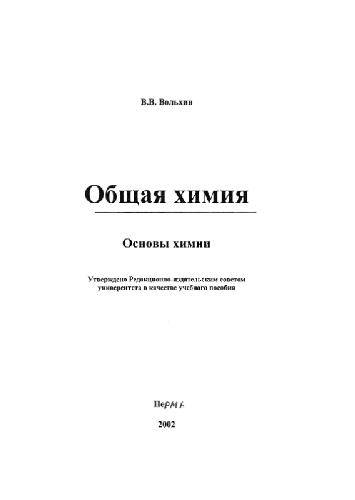 В.В. Вольхин
Общая химия
Основы химии
Утверждено Редакционно-издательским советом
университета в качестве учебного пособия
Пермь
2002